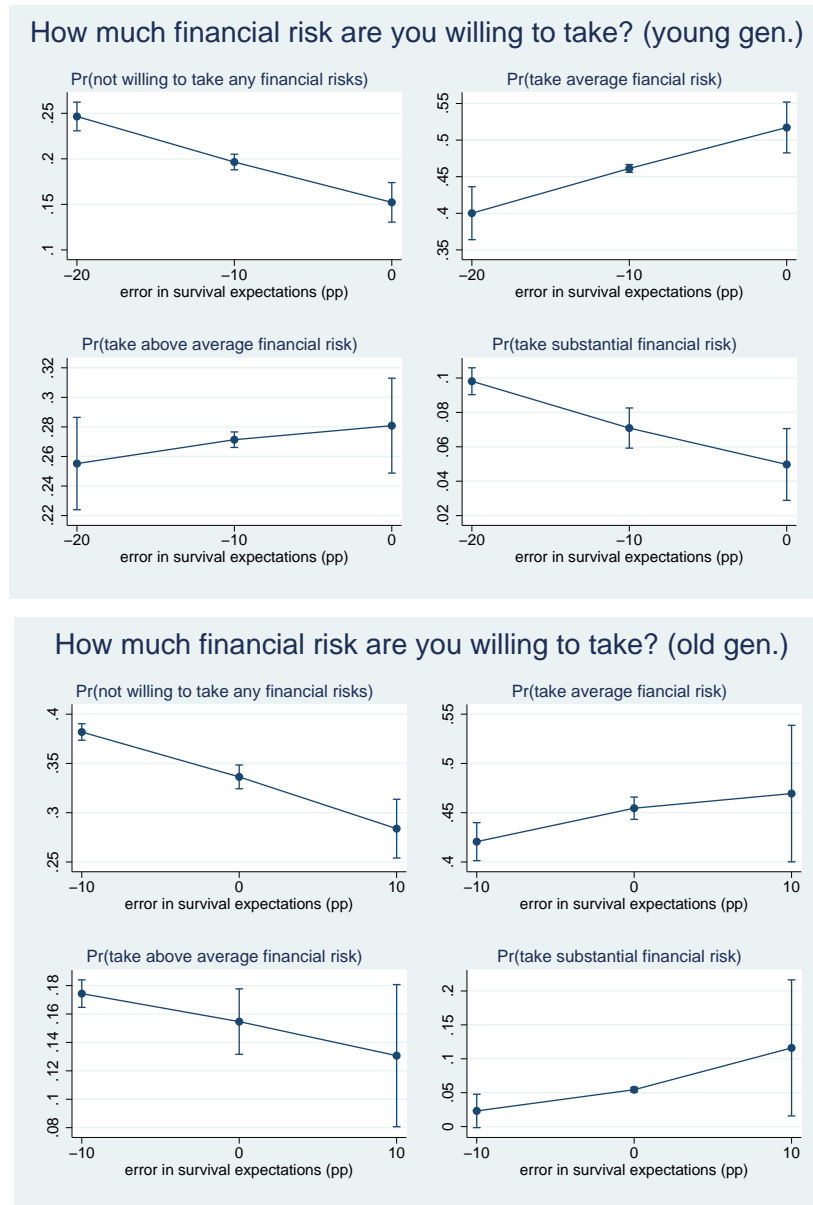 How much financial risk are you willing to take? (young gen.)
Pr(not willing to take any financial risks)
.25
.2
.15
.1
−20 −10 0
error in survival expectations (pp)
Pr(take average fiancial risk)
.55
.5
.45
.4
.35
−20 −10 0
error in survival expectations (pp)
Pr(take above average financial risk)
.32
.3
.28
.26
.24
.22
−20 −10 0
error in survival expectations (pp)
Pr(take substantial financial risk)
.1
.08
.06
.04
.02
−20 −10 0
error in survival expectations (pp)
How much financial risk are you willing to take? (old gen.)
Pr(not willing to take any financial risks)
.4
.35
.3
.25
−10 0 10
error in survival expectations (pp)
Pr(take average fiancial risk)
.55
.5
.45
.4
−10 0 10
error in survival expectations (pp)
Pr(take above average financial risk)
.18
.16
.14
.12
.1
.08
−10 0 10
error in survival expectations (pp)
Pr(take substantial financial risk)
.2
.15
.1
.05
0
−10 0 10
error in survival expectations (pp)